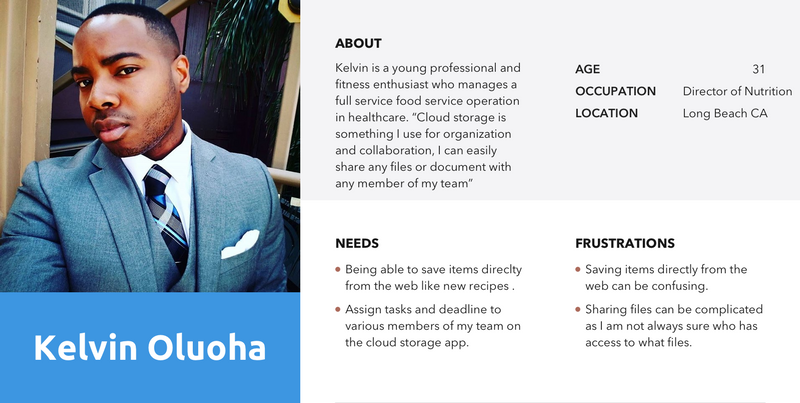 Kelvin Oluoha
ABOUT
Kelvin is a young professional and
fitness enthusiast who manages a
full service food service operation
in healthcare. “Cloud storage is
something I use for organization
and collaboration, I can easily
share any files or document with
any member of my team”
AGE 31
OCCUPATION Director of Nutrition
LOCATION Long Beach CA
NEEDS
• Being able to save items direclty
from the web like new recipes .
• Assign tasks and deadline to
various members of my team on
the cloud storage app.
FRUSTRATIONS
• Saving items directly from the
web can be confusing.
• Sharing files can be complicated
as I am not always sure who has
access to what files.